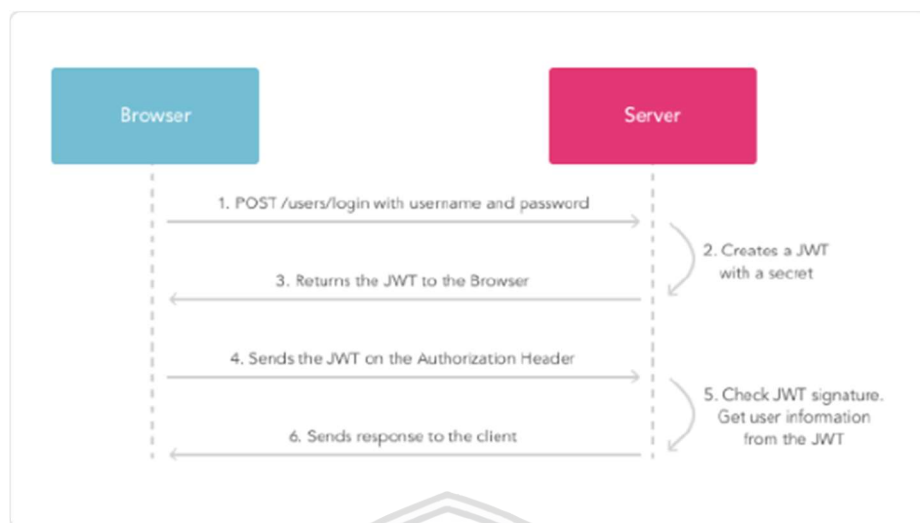 Browser
Server
1. POST /users/login with username and password
2. Creates a JWT
with a secret
3. Returns the JWT to the Browser
4. Sends the JWT on the Authorization Header
5. Check JWT signature.
Get user information
from the JWT
6. Sends response to the client